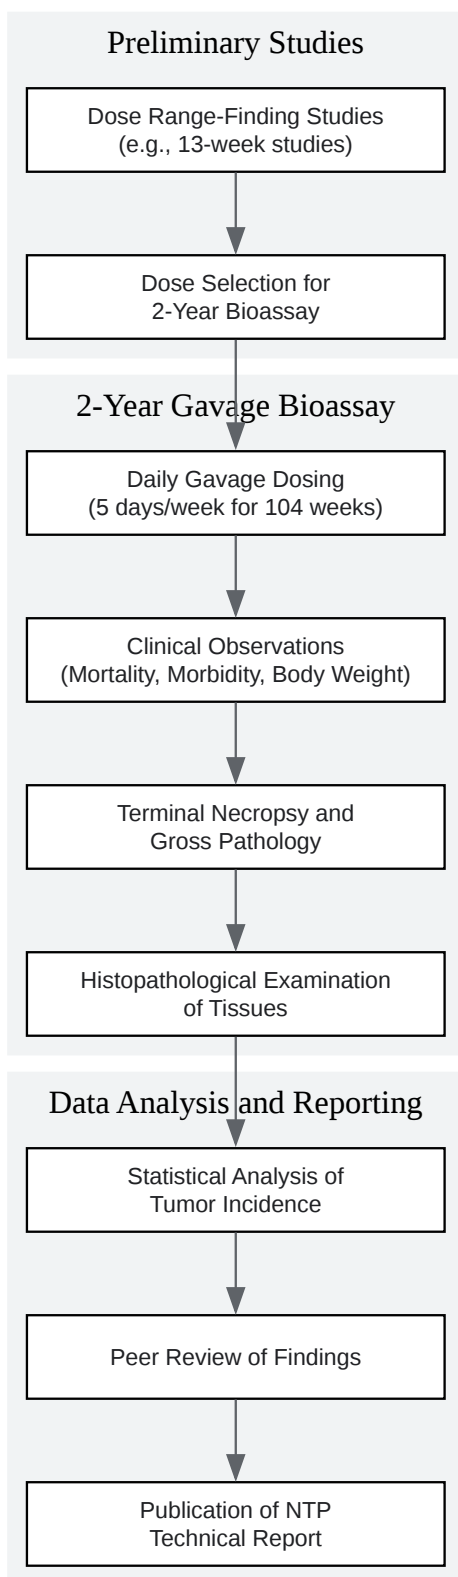 Preliminary Studies
Dose Range-Finding Studies
(e.g., 13-week studies)
Dose Selection for
2-Year Bioassay
2-Year Gavage Bioassay
Daily Gavage Dosing
(5 days/week for 104 weeks)
Clinical Observations
(Mortality, Morbidity, Body Weight)
Terminal Necropsy and
Gross Pathology
Histopathological Examination
of Tissues
Data Analysis and Reporting
Statistical Analysis of
Tumor Incidence
Peer Review of Findings
Publication of NTP
Technical Report